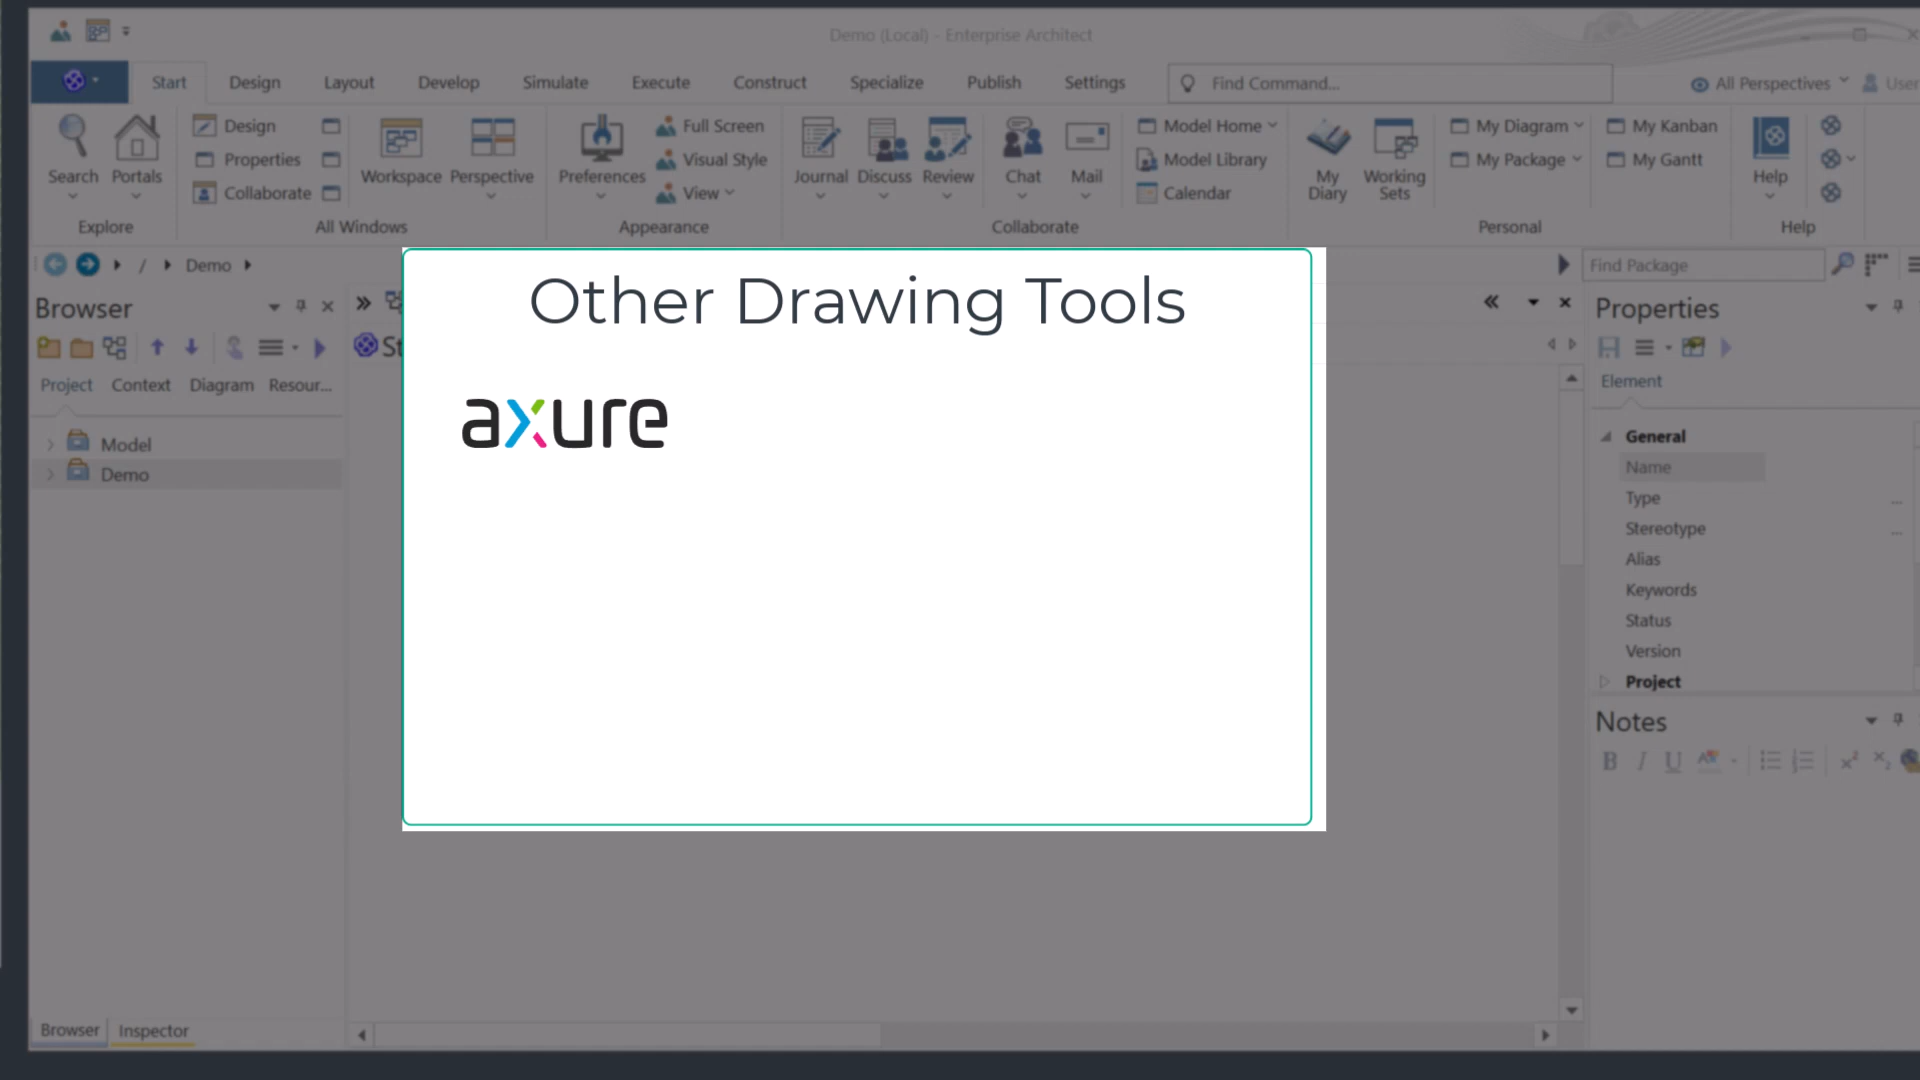 Demo (Local) - Enterprise Architect
Start Design Layout Develop Simulate Execute Construct Specialize Publish Settings Find Command... All Perspectives User
Search Portals
Explore
Design
Properties
Collaborate
Workspace Perspective
All Windows
Preferences
Full Screen
Visual Style
View
Appearance
Journal Discuss Review Chat Mail
Model Home
Model Library
Calendar
Collaborate
My Diary
Working Sets
My Diagram
My Package
My Kanban
My Gantt
Personal
Help
Help
/ Demo
Find Package
Browser
Project Context Diagram Resour...
Model
Demo
Browser Inspector
St
Other Drawing Tools
axure
Properties
Element
General
Name
Type ...
Stereotype ...
Alias
Keywords
Status
Version
Project
Notes
B I U